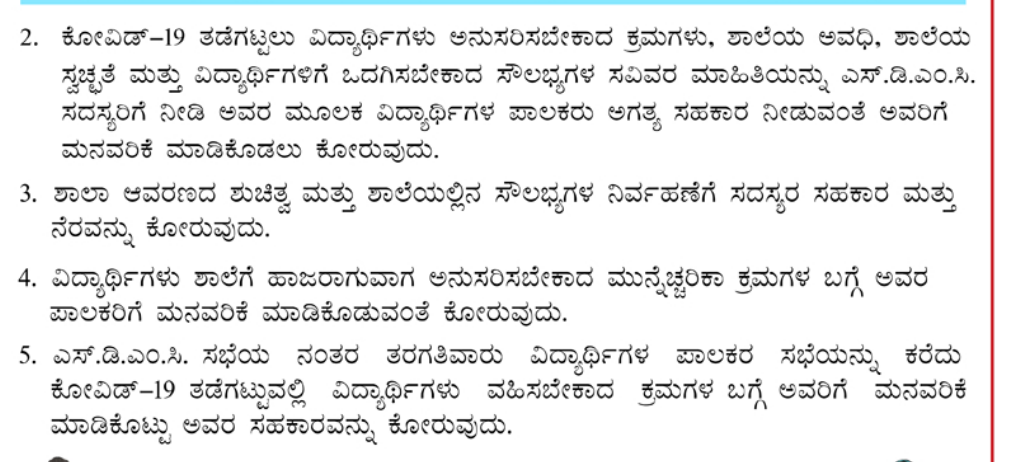 2. ಕೋವಿಡ್-19 ತಡೆಗಟ್ಟಲು ವಿದ್ಯಾರ್ಥಿಗಳು ಅನುಸರಿಸಬೇಕಾದ ಕ್ರಮಗಳು, ಶಾಲೆಯ ಅವಧಿ, ಶಾಲೆಯ
ಸ್ವಚ್ಛತೆ ಮತ್ತು ವಿದ್ಯಾರ್ಥಿಗಳಿಗೆ ಒದಗಿಸಬೇಕಾದ ಸೌಲಭ್ಯಗಳ ಸವಿವರ ಮಾಹಿತಿಯನ್ನು ಎಸ್.ಡಿ.ಎಂ.ಸಿ.
ಸದಸ್ಯರಿಗೆ ನೀಡಿ ಅವರ ಮೂಲಕ ವಿದ್ಯಾರ್ಥಿಗಳ ಪಾಲಕರು ಅಗತ್ಯ ಸಹಕಾರ ನೀಡುವಂತೆ ಅವರಿಗೆ
ಮನವರಿಕೆ ಮಾಡಿಕೊಡಲು ಕೋರುವುದು.
3. ಶಾಲಾ ಆವರಣದ ಶುಚಿತ್ವ ಮತ್ತು ಶಾಲೆಯಲ್ಲಿನ ಸೌಲಭ್ಯಗಳ ನಿರ್ವಹಣೆಗೆ ಸದಸ್ಯರ ಸಹಕಾರ ಮತ್ತು
ನೆರವನ್ನು ಕೋರುವುದು.
4. ವಿದ್ಯಾರ್ಥಿಗಳು ಶಾಲೆಗೆ ಹಾಜರಾಗುವಾಗ ಅನುಸರಿಸಬೇಕಾದ ಮುನ್ನೆಚ್ಚರಿಕಾ ಕ್ರಮಗಳ ಬಗ್ಗೆ ಅವರ
ಪಾಲಕರಿಗೆ ಮನವರಿಕೆ ಮಾಡಿಕೊಡುವಂತೆ ಕೋರುವುದು.
5. ಎಸ್.ಡಿ.ಎಂ.ಸಿ. ಸಭೆಯ ನಂತರ ತರಗತಿವಾರು ವಿದ್ಯಾರ್ಥಿಗಳ ಪಾಲಕರ ಸಭೆಯನ್ನು ಕರೆದು
ಕೋವಿಡ್-19 ತಡೆಗಟ್ಟುವಲ್ಲಿ ವಿದ್ಯಾರ್ಥಿಗಳು ವಹಿಸಬೇಕಾದ ಕ್ರಮಗಳ ಬಗ್ಗೆ ಅವರಿಗೆ ಮನವರಿಕೆ
ಮಾಡಿಕೊಟ್ಟು ಅವರ ಸಹಕಾರವನ್ನು ಕೋರುವುದು.